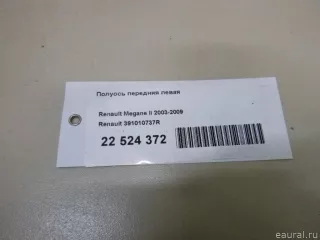 Полуось передняя левая
Renault Megane II 2003-2009
Renault 391010737R
22 524 372
eaural.ru